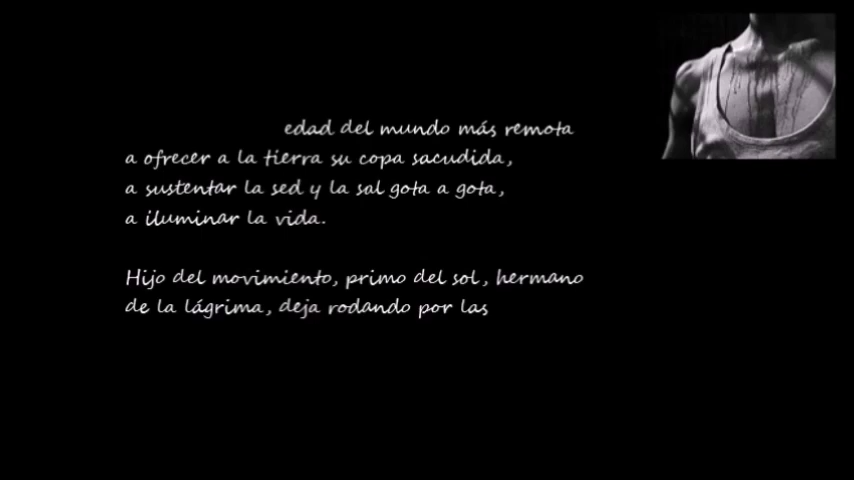 edad del mundo más remota
a ofrecer a la tierra su copa sacudida,
a sustentar la sed y la sal gota a gota,
a iluminar la vida.
Hijo del movimiento, primo del sol, hermano
de la lágrima, deja rodando por las